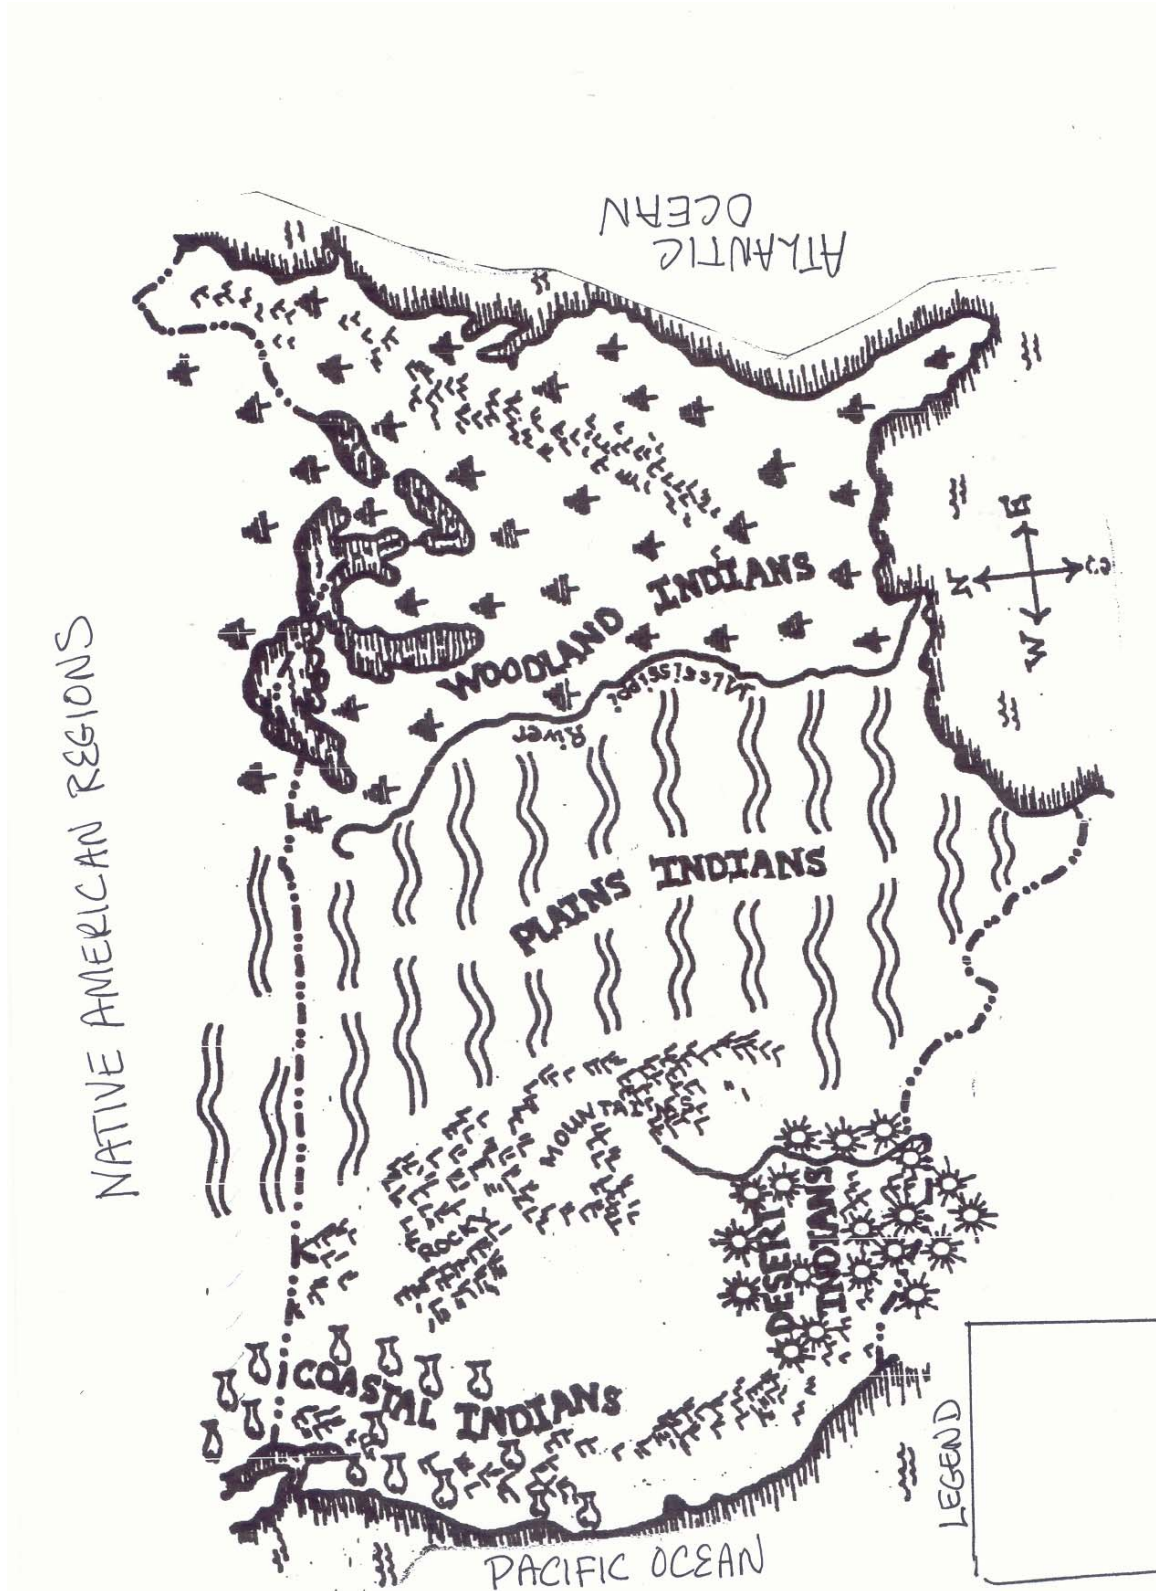 NATIVE AMERICAN REGIONS
ATLANTIC
OCEAN
WOODLAND INDIANS
Mississippi
River
PLAINS INDIANS
ROCKY
MOUNTAINS
DESERT
INDIANS
COASTAL INDIANS
PACIFIC OCEAN
N
E
S
W
LEGEND